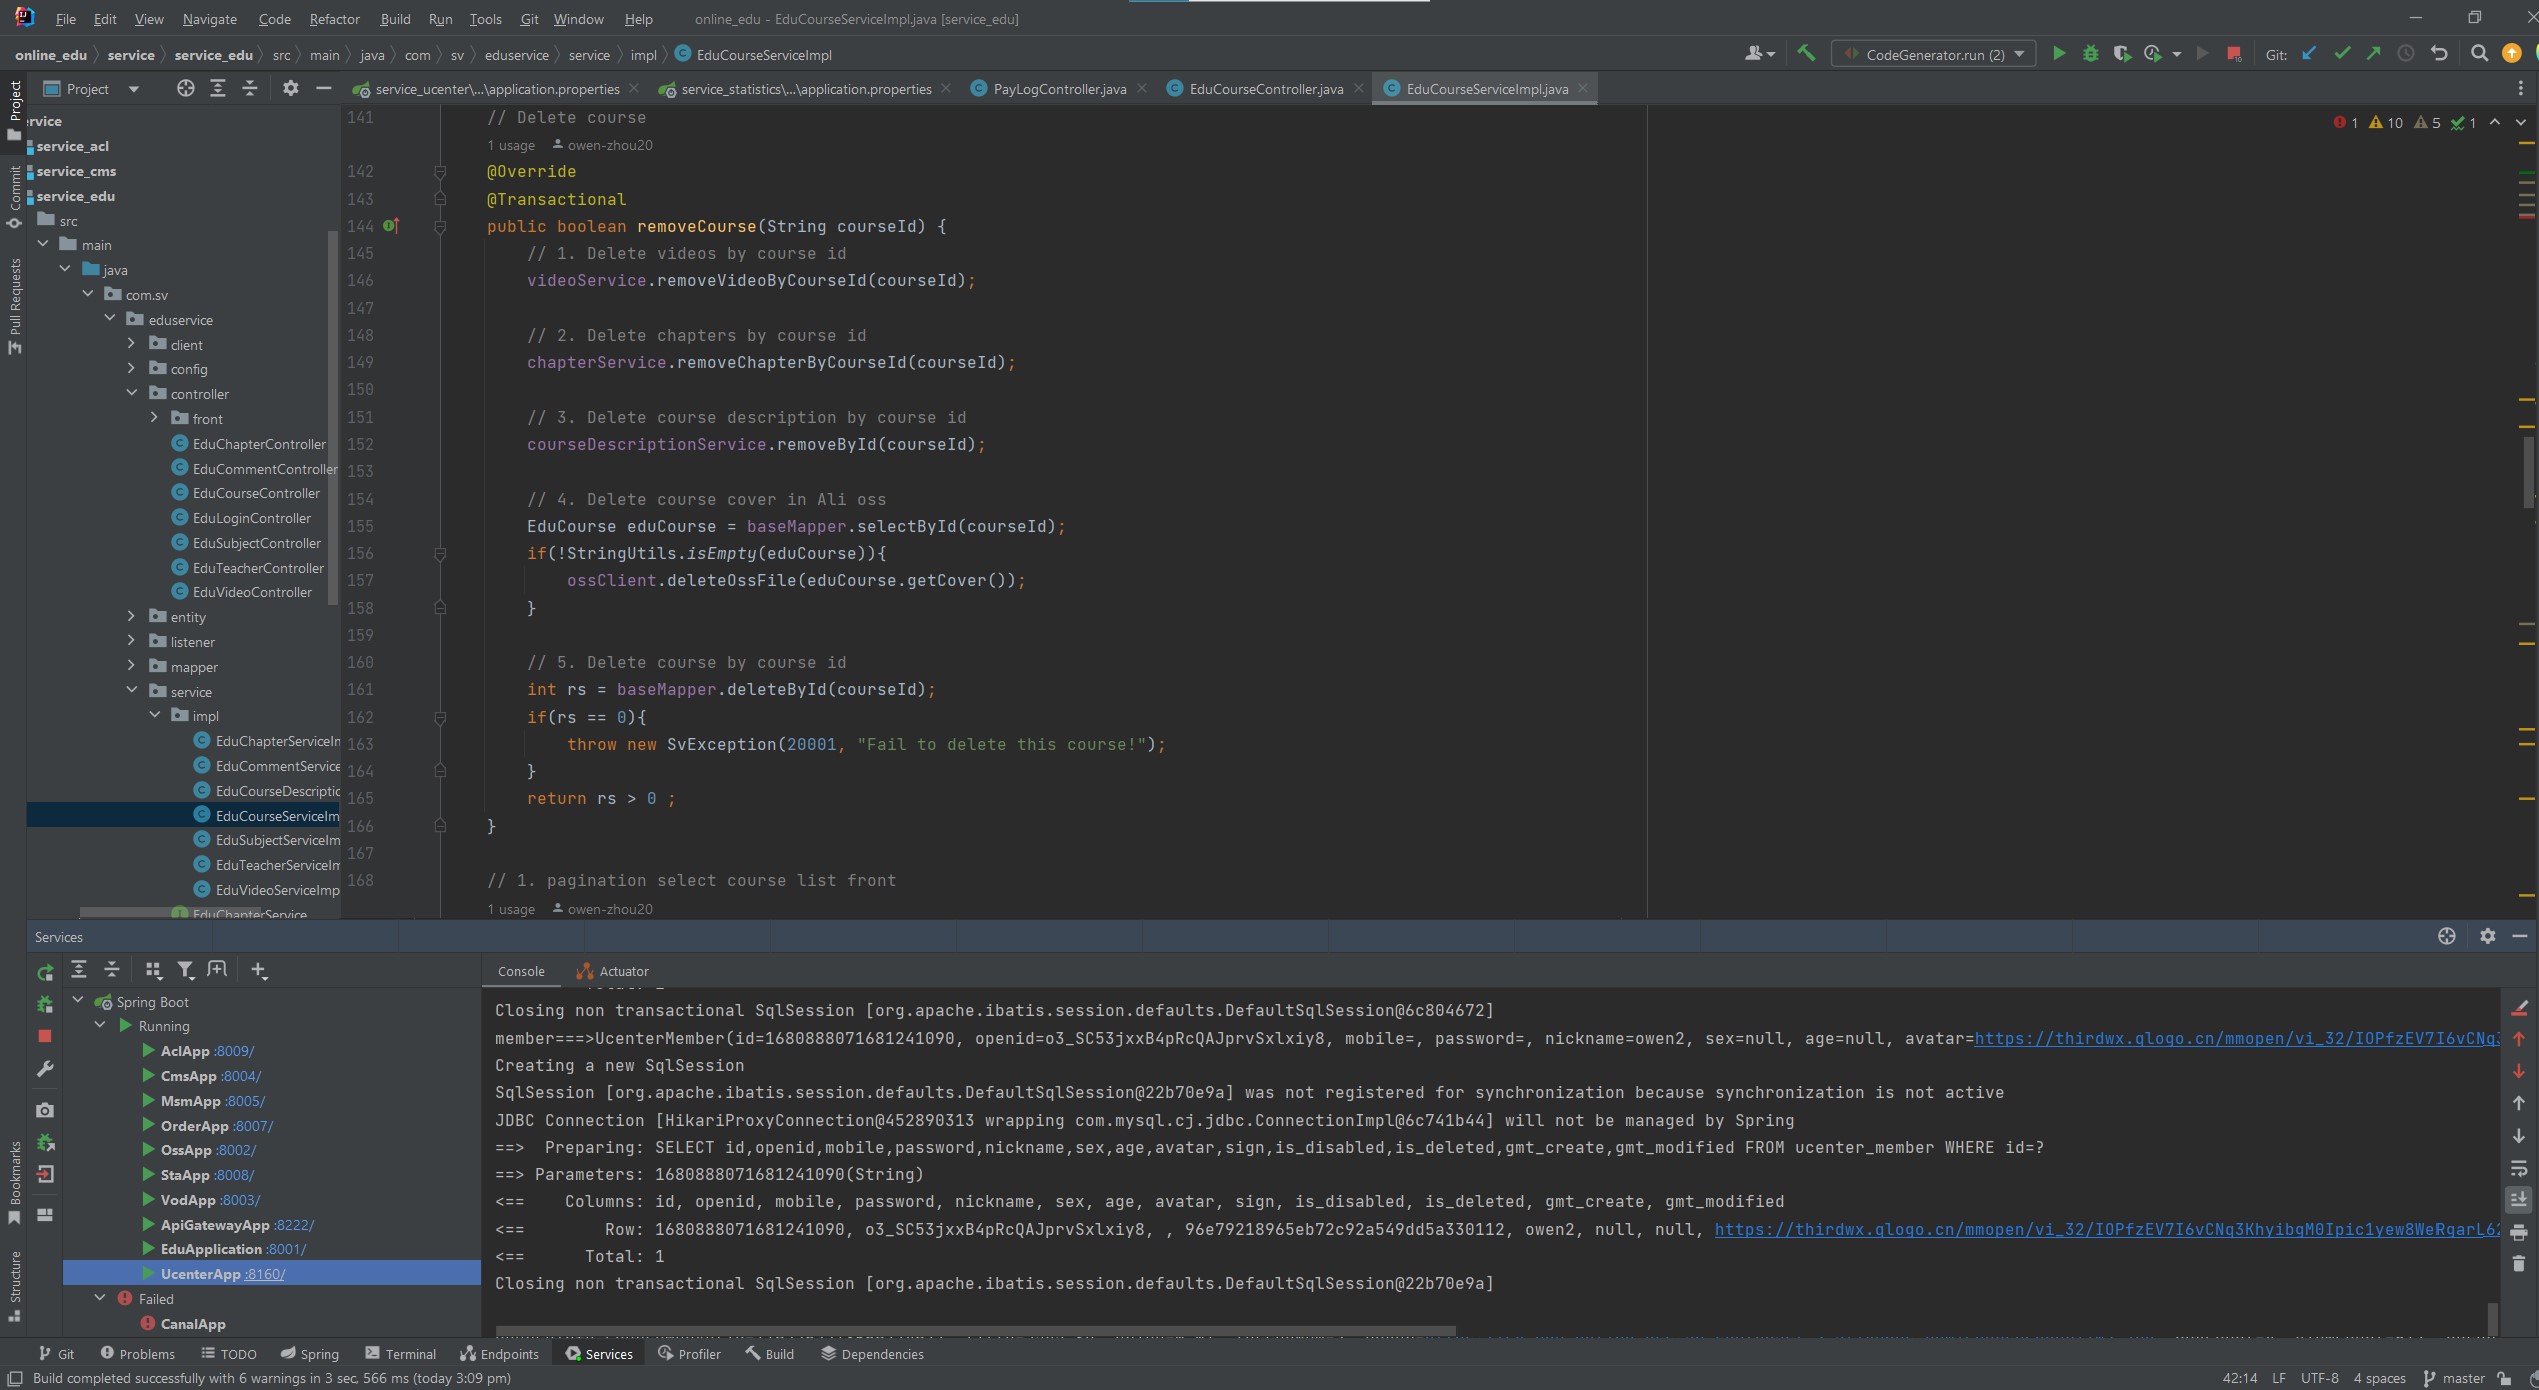 File Edit View Navigate Code Refactor Build Run Tools Git Window Help online_edu - EduCourseServiceImpl.java [service_edu]
online_edu service service_edu src main java com sv eduservice service impl EduCourseServiceImpl CodeGenerator.run (2) Git:
Project
service_ucenter\...\application.properties service_statistics\...\application.properties PayLogController.java EduCourseController.java EduCourseServiceImpl.java
Project
Commit
Pull Requests
Bookmarks
Structure
rvice
service_acl
service_cms
service_edu
src
main
java
com.sv
eduservice
client
config
controller
front
EduChapterController
EduCommentController
EduCourseController
EduLoginController
EduSubjectController
EduTeacherController
EduVideoController
entity
listener
mapper
service
impl
EduChapterServiceIm
EduCommentService
EduCourseDescriptio
EduCourseServiceIm
EduSubjectServiceIm
EduTeacherServiceIm
EduVideoServiceImp
EduChapterService
1 10 5 1
141 // Delete course
1 usage owen-zhou20
142 @Override
143 @Transactional
144 public boolean removeCourse(String courseId) {
145 // 1. Delete videos by course id
146 videoService.removeVideoByCourseId(courseId);
147
148 // 2. Delete chapters by course id
149 chapterService.removeChapterByCourseId(courseId);
150
151 // 3. Delete course description by course id
152 courseDescriptionService.removeById(courseId);
153
154 // 4. Delete course cover in Ali oss
155 EduCourse eduCourse = baseMapper.selectById(courseId);
156 if(!StringUtils.isEmpty(eduCourse)){
157 ossClient.deleteOssFile(eduCourse.getCover());
158 }
159
160 // 5. Delete course by course id
161 int rs = baseMapper.deleteById(courseId);
162 if(rs == 0){
163 throw new SvException(20001, "Fail to delete this course!");
164 }
165 return rs > 0 ;
166 }
167
168 // 1. pagination select course list front
1 usage owen-zhou20
Services
Console Actuator
Spring Boot
Running
AclApp :8009/
CmsApp :8004/
MsmApp :8005/
OrderApp :8007/
OssApp :8002/
StaApp :8008/
VodApp :8003/
ApiGatewayApp :8222/
EduApplication :8001/
UcenterApp :8160/
Failed
CanalApp
Closing non transactional SqlSession [org.apache.ibatis.session.defaults.DefaultSqlSession@6c804672]
member===>UcenterMember(id=1680888071681241090, openid=o3_SC53jxxB4pRcQAJprvSxlxiy8, mobile=, password=, nickname=owen2, sex=null, age=null, avatar=https://thirdwx.qlogo.cn/mmopen/vi_32/IOPfzEV7I6vCNq3
Creating a new SqlSession
SqlSession [org.apache.ibatis.session.defaults.DefaultSqlSession@22b70e9a] was not registered for synchronization because synchronization is not active
JDBC Connection [HikariProxyConnection@452890313 wrapping com.mysql.cj.jdbc.ConnectionImpl@6c741b44] will not be managed by Spring
==>  Preparing: SELECT id,openid,mobile,password,nickname,sex,age,avatar,sign,is_disabled,is_deleted,gmt_create,gmt_modified FROM ucenter_member WHERE id=?
==> Parameters: 1680888071681241090(String)
<==    Columns: id, openid, mobile, password, nickname, sex, age, avatar, sign, is_disabled, is_deleted, gmt_create, gmt_modified
<==        Row: 1680888071681241090, o3_SC53jxxB4pRcQAJprvSxlxiy8, , 96e79218965eb72c92a549dd5a330112, owen2, null, null, https://thirdwx.qlogo.cn/mmopen/vi_32/IOPfzEV7I6vCNq3KhyibqM0Ipic1yew8WeRgarL62
<==      Total: 1
Closing non transactional SqlSession [org.apache.ibatis.session.defaults.DefaultSqlSession@22b70e9a]
Git Problems TODO Spring Terminal Endpoints Services Profiler Build Dependencies
Build completed successfully with 6 warnings in 3 sec, 566 ms (today 3:09 pm) 42:14 LF UTF-8 4 spaces master